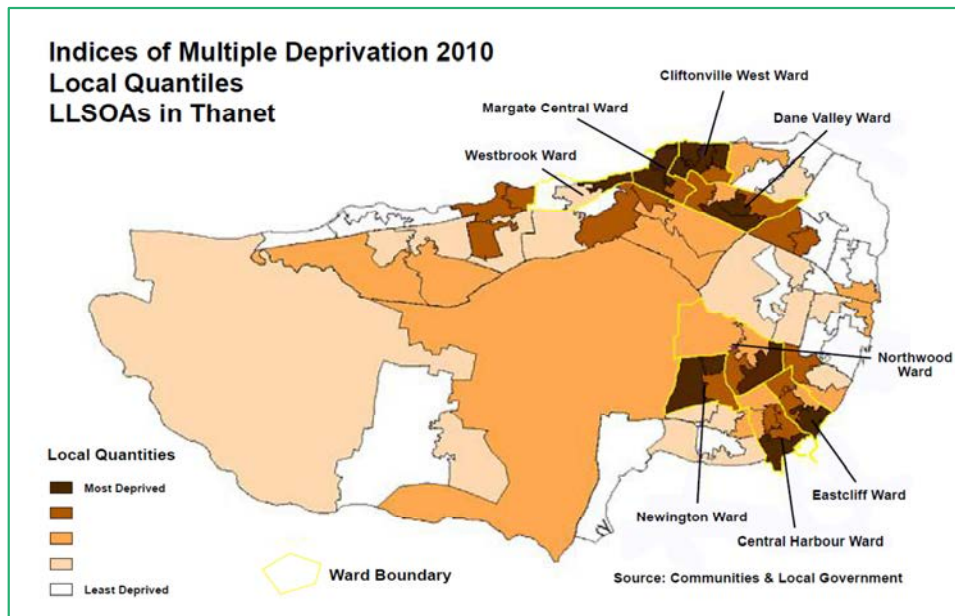 Indices of Multiple Deprivation 2010
Local Quantiles
LLSOAs in Thanet
Cliftonville West Ward
Margate Central Ward
Dane Valley Ward
Westbrook Ward
Northwood
Ward
Local Quantities
Most Deprived
Least Deprived
Eastcliff Ward
Newington Ward
Central Harbour Ward
Ward Boundary
Source: Communities & Local Government